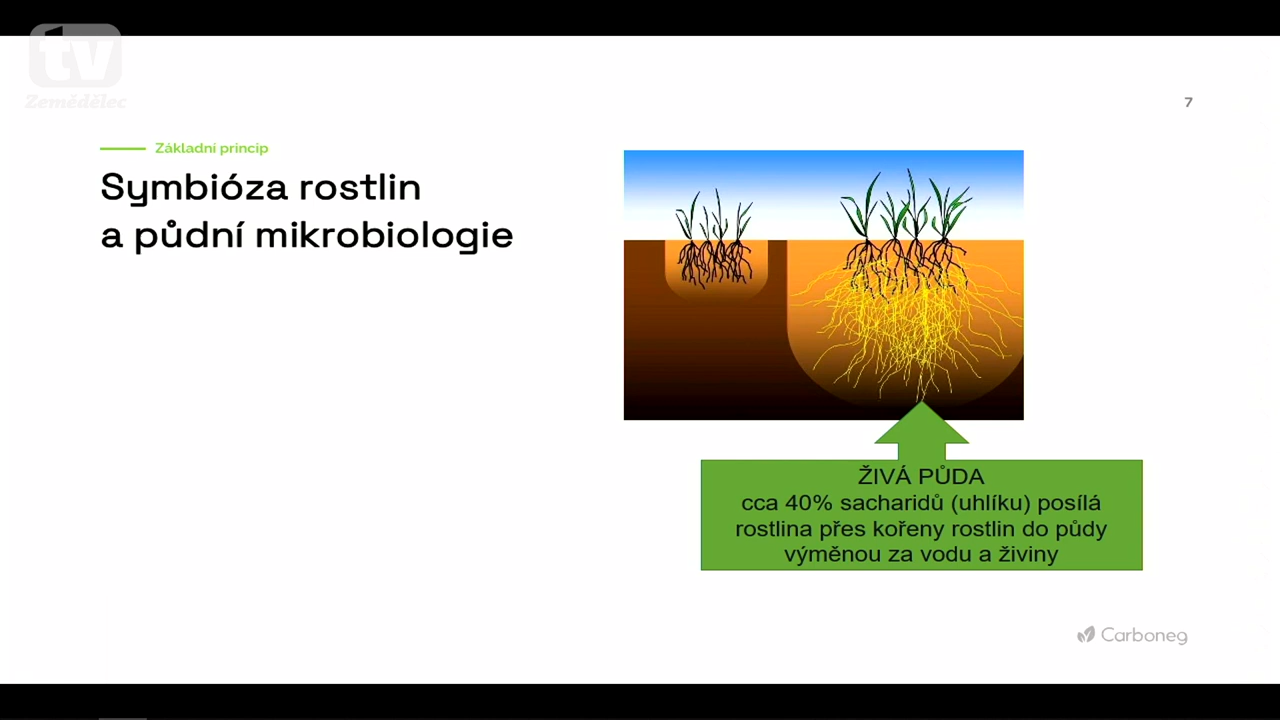 tv
Zemědělec
7
Základní princip
Symbióza rostlin
a půdní mikrobiologie
ŽIVÁ PŮDA
cca 40% sacharidů (uhlíku) posílá
rostlina přes kořeny rostlin do půdy
výměnou za vodu a živiny
Carboneg